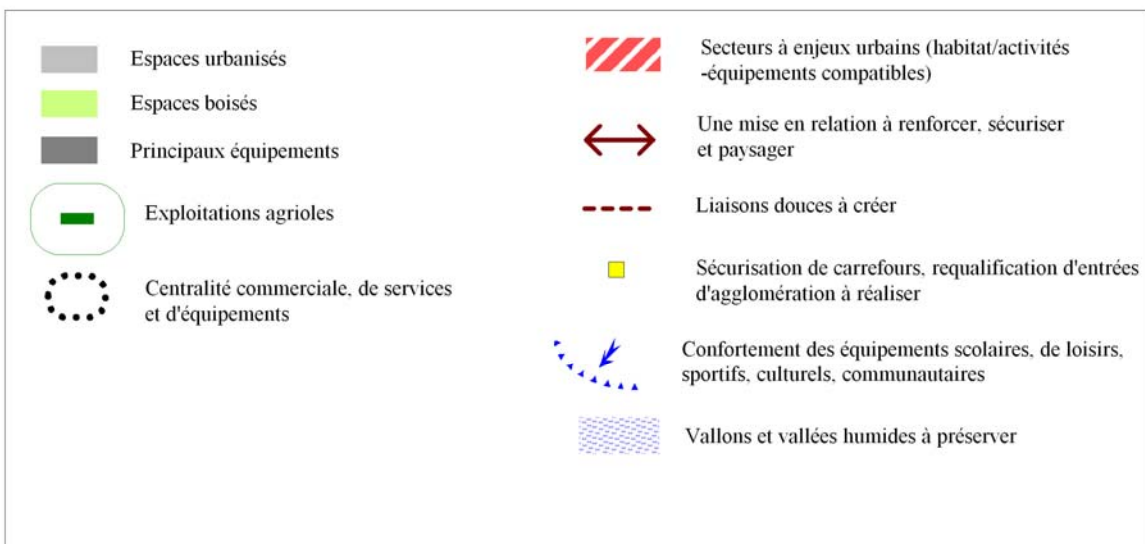 Espaces urbanisés
Espaces boisés
Principaux équipements
Exploitations agrioles
Centralité commerciale, de services
et d'équipements
Secteurs à enjeux urbains (habitat/activités
-équipements compatibles)
Une mise en relation à renforcer, sécuriser
et paysager
Liaisons douces à créer
Sécurisation de carrefours, requalification d'entrées
d'agglomération à réaliser
Confortement des équipements scolaires, de loisirs,
sportifs, culturels, communautaires
Vallons et vallées humides à préserver